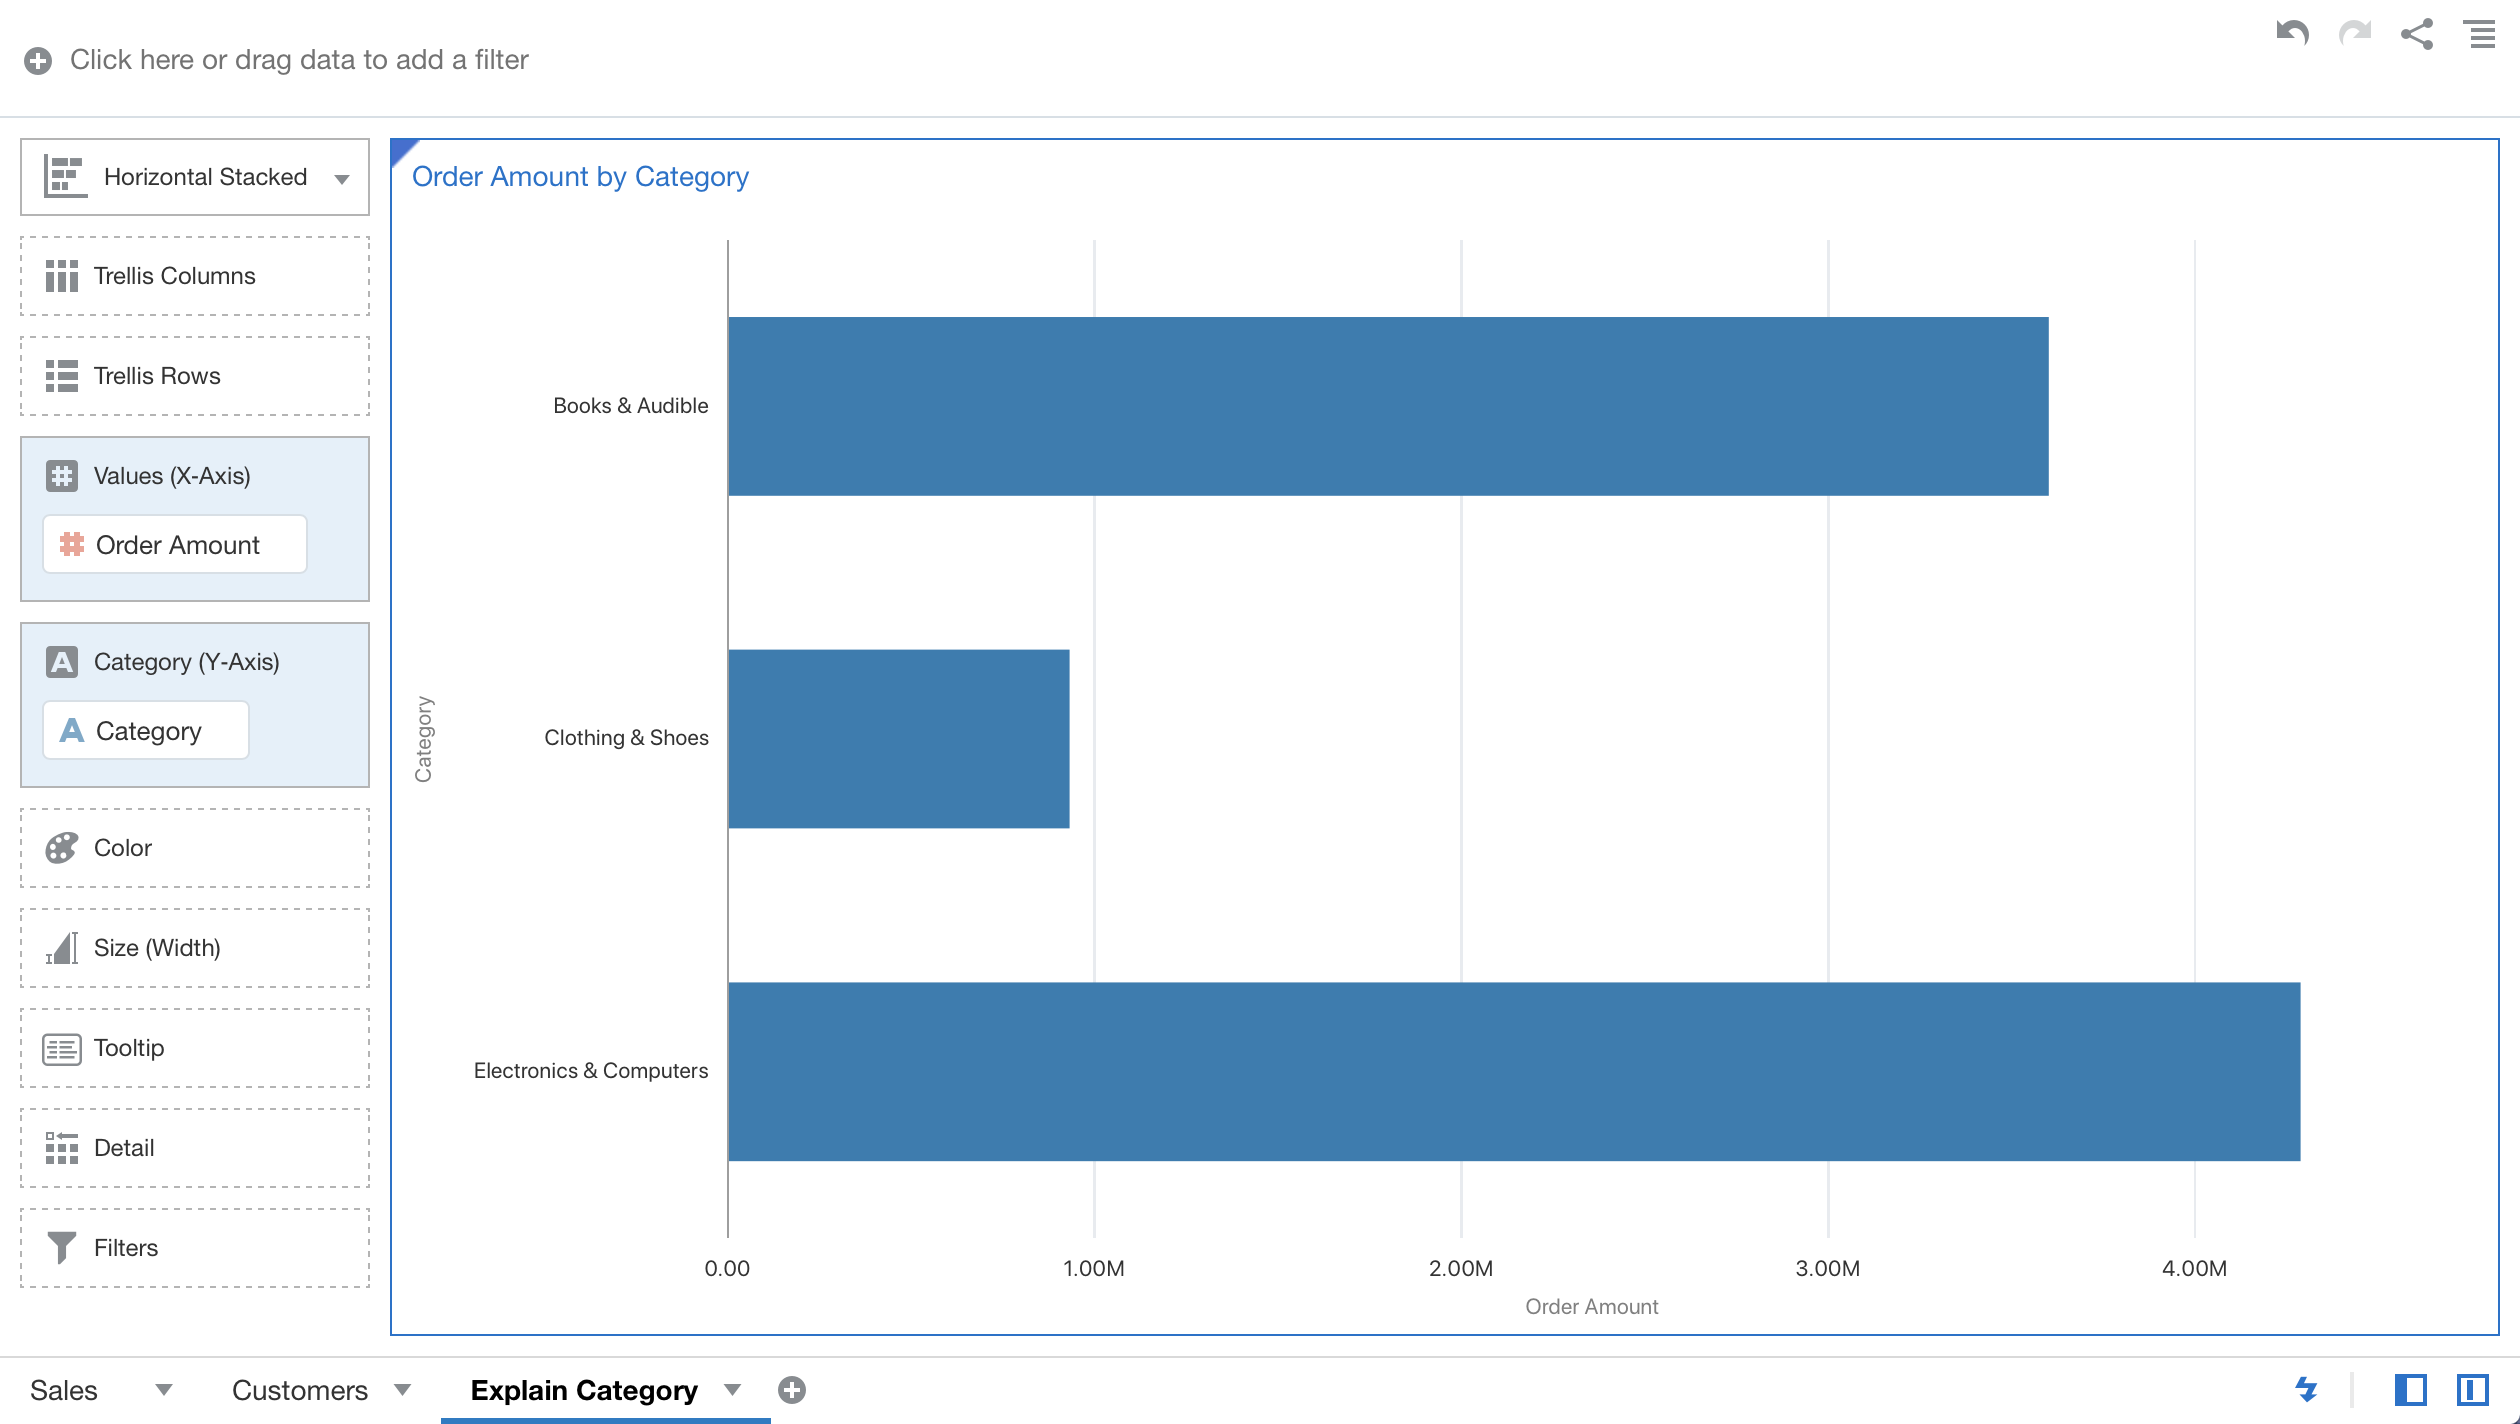 Click here or drag data to add a filter
Horizontal Stacked
Trellis Columns
Trellis Rows
Values (X-Axis)
Order Amount
Category (Y-Axis)
Category
Color
Size (Width)
Tooltip
Detail
Filters
Order Amount by Category
Category
Books & Audible
Clothing & Shoes
Electronics & Computers
0.00 1.00M 2.00M 3.00M 4.00M
Order Amount
Sales Customers Explain Category